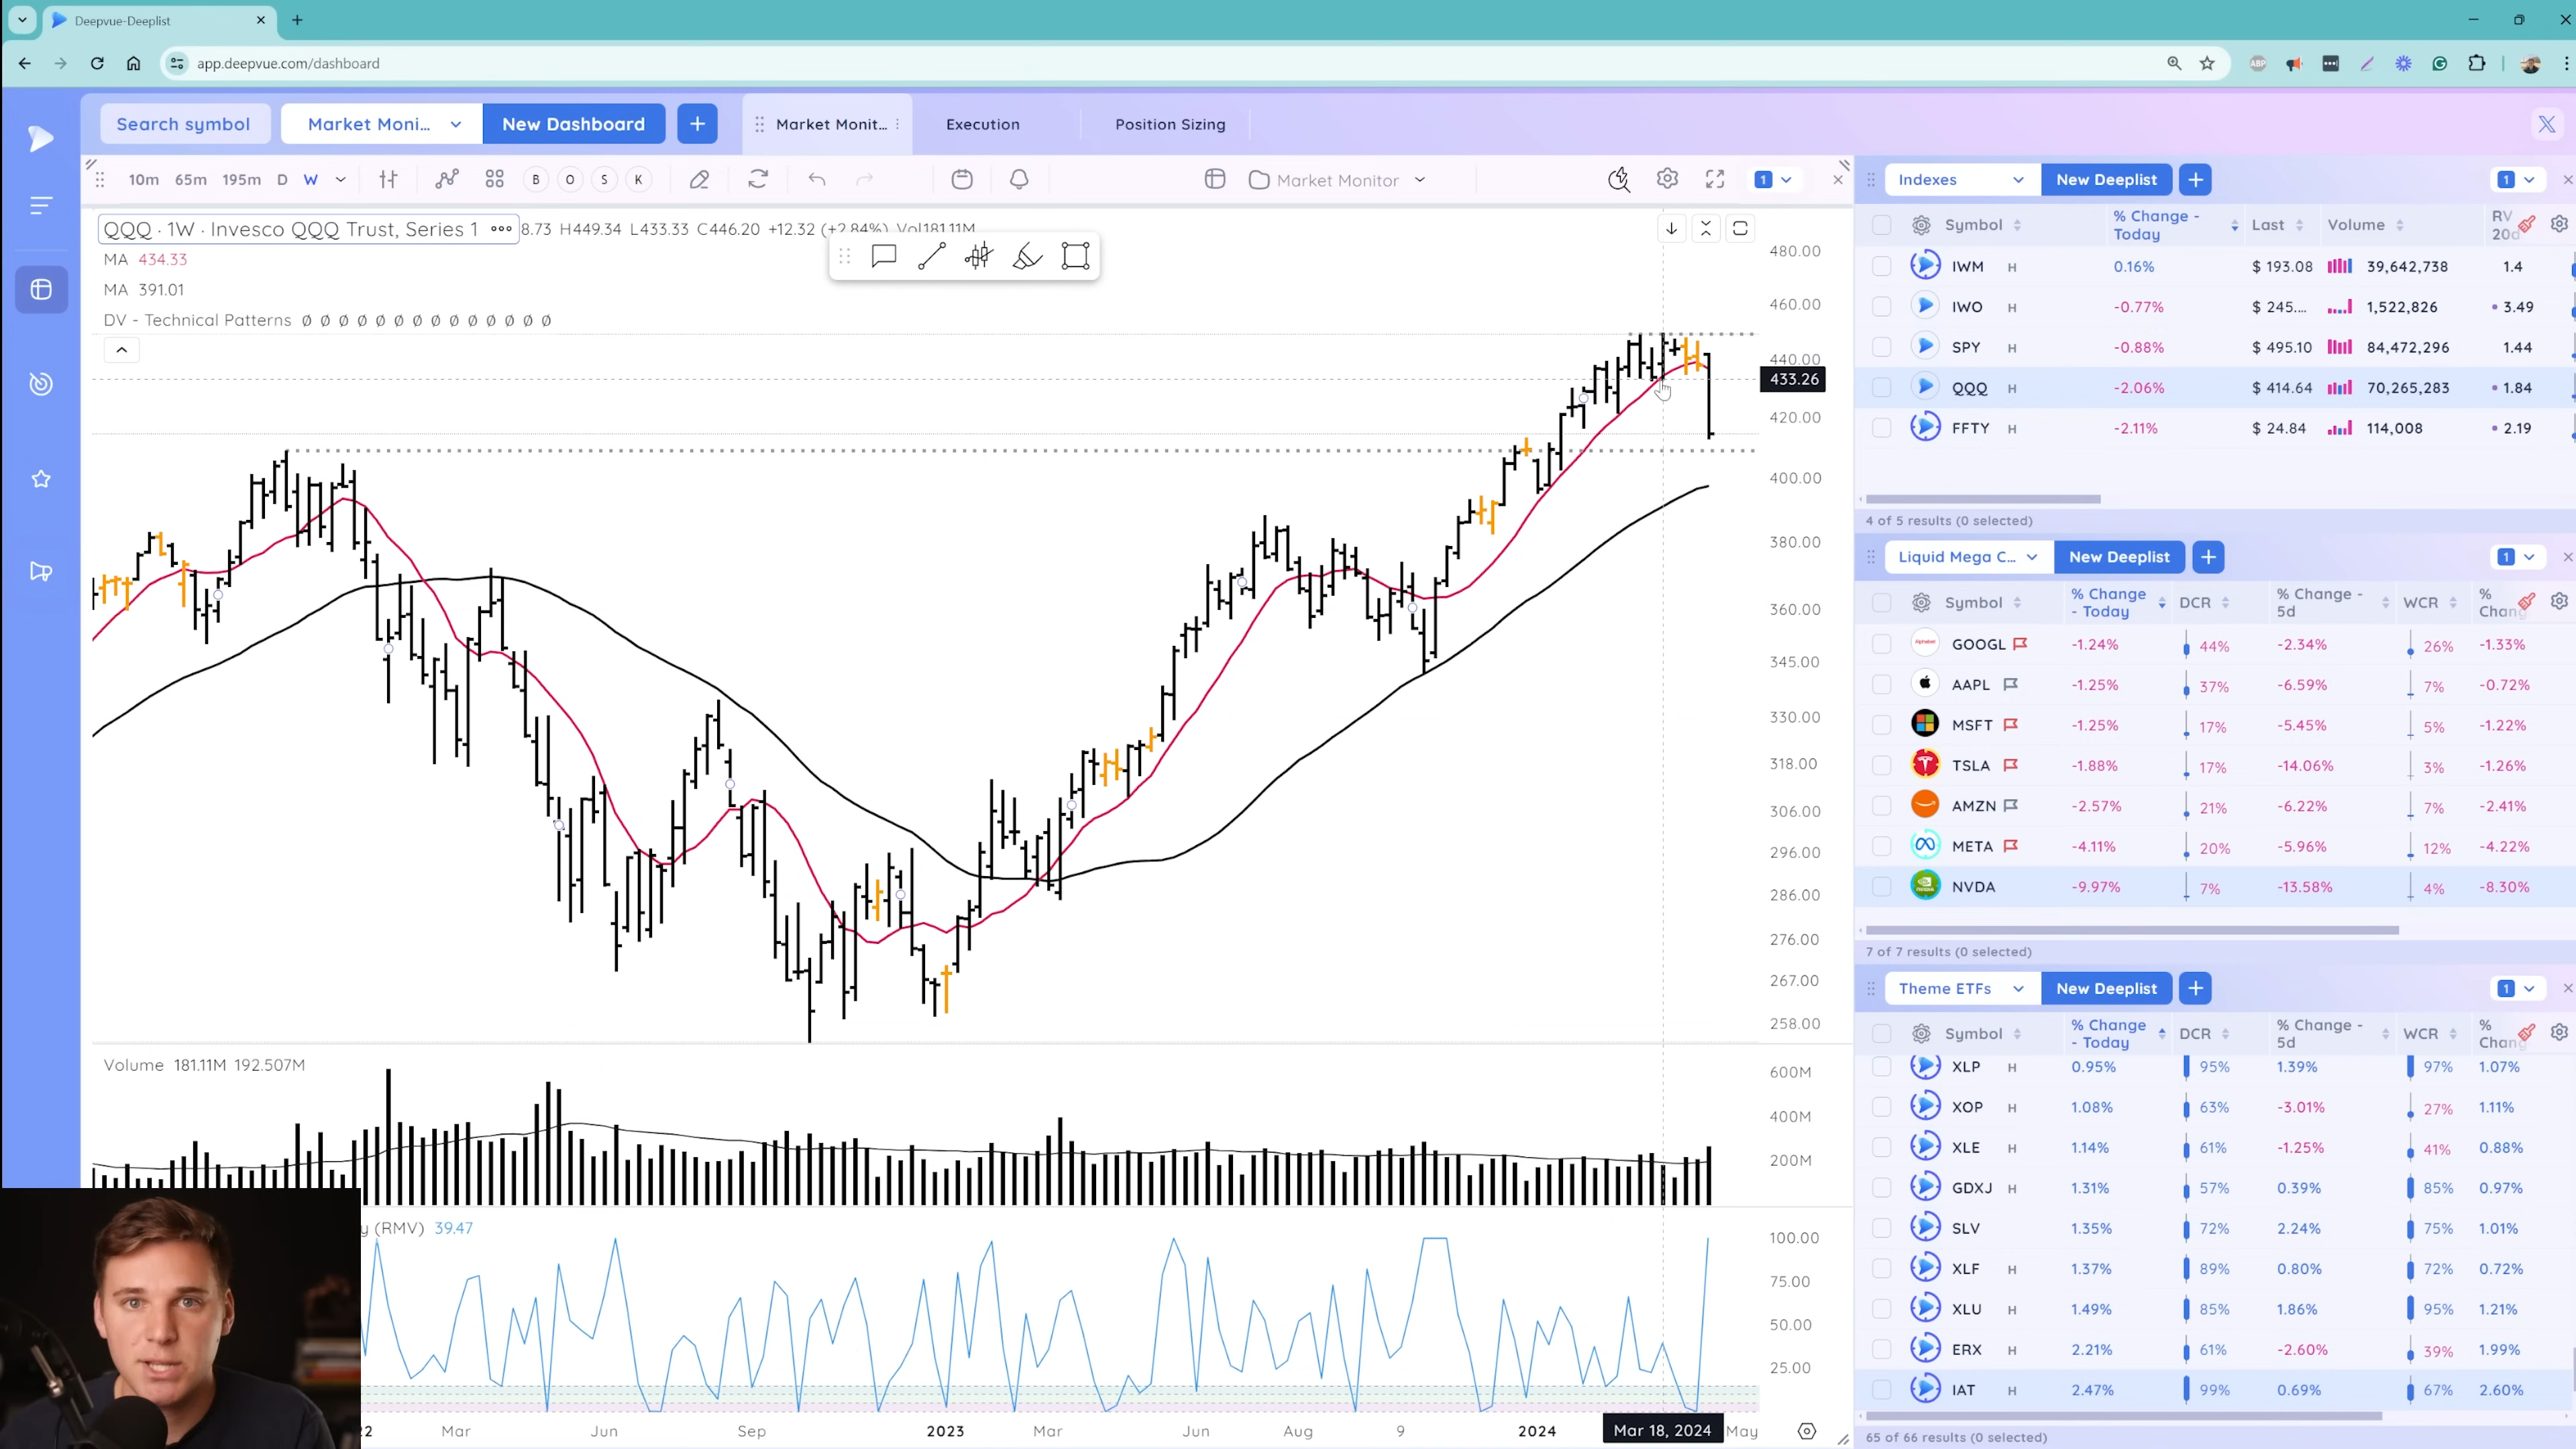 Deepvue-Deeplist
app.deepvue.com/dashboard
ABP
Search symbol
Market Moni...
New Dashboard
+
Market Monit...
Execution
Position Sizing
10m 65m 195m D W
B O S K
Market Monitor
1
QQQ · 1W · Invesco QQQ Trust, Series 1 ••• 8.73 H449.34 L433.33 C446.20 +12.32 (+2.84%) Vol181.11M
MA 434.33
MA 391.01
DV - Technical Patterns Ø Ø Ø Ø Ø Ø Ø Ø Ø Ø Ø Ø Ø Ø
480.00
460.00
440.00
433.26
420.00
400.00
380.00
360.00
345.00
330.00
318.00
306.00
296.00
286.00
276.00
267.00
258.00
Volume 181.11M 192.507M
600M
400M
200M
y (RMV) 39.47
100.00
75.00
50.00
25.00
22 Mar Jun Sep 2023 Mar Jun Aug 9 2024 Mar 18, 2024 May
Indexes New Deeplist + 1
Symbol % Change - Today Last Volume RV 20d
IWM H 0.16% $ 193.08 39,642,738 1.4
IWO H -0.77% $ 245.... 1,522,826 3.49
SPY H -0.88% $ 495.10 84,472,296 1.44
QQQ H -2.06% $ 414.64 70,265,283 1.84
FFTY H -2.11% $ 24.84 114,008 2.19
4 of 5 results (0 selected)
Liquid Mega C... New Deeplist + 1
Symbol % Change - Today DCR % Change - 5d WCR % Chang
GOOGL -1.24% 44% -2.34% 26% -1.33%
AAPL -1.25% 37% -6.59% 7% -0.72%
MSFT -1.25% 17% -5.45% 5% -1.22%
TSLA -1.88% 17% -14.06% 3% -1.26%
AMZN -2.57% 21% -6.22% 7% -2.41%
META -4.11% 20% -5.96% 12% -4.22%
NVDA -9.97% 7% -13.58% 4% -8.30%
7 of 7 results (0 selected)
Theme ETFs New Deeplist + 1
Symbol % Change - Today DCR % Change - 5d WCR % Chang
XLP H 0.95% 95% 1.39% 97% 1.07%
XOP H 1.08% 63% -3.01% 27% 1.11%
XLE H 1.14% 61% -1.25% 41% 0.88%
GDXJ H 1.31% 57% 0.39% 85% 0.97%
SLV 1.35% 72% 2.24% 75% 1.01%
XLF H 1.37% 89% 0.80% 72% 0.72%
XLU H 1.49% 85% 1.86% 95% 1.21%
ERX H 2.21% 61% -2.60% 39% 1.99%
IAT H 2.47% 99% 0.69% 67% 2.60%
65 of 66 results (0 selected)